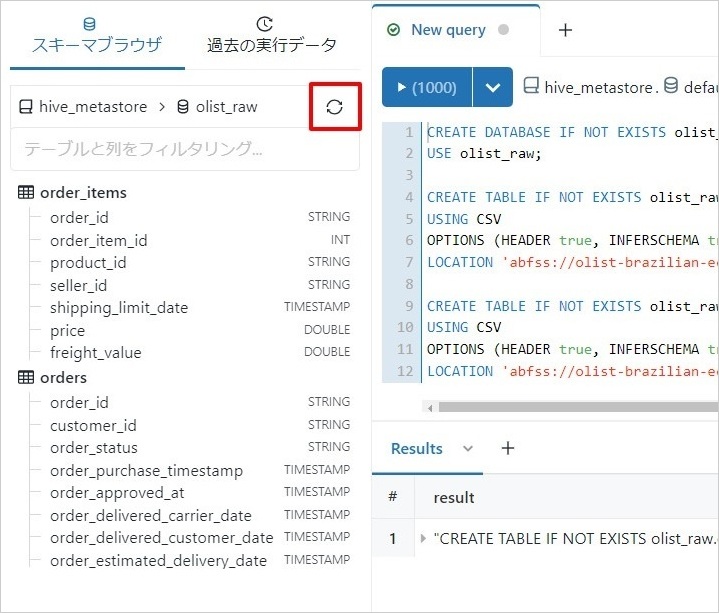 スキーマブラウザ
過去の実行データ
hive_metastore > olist_raw
テーブルと列をフィルタリング...
order_items
order_id STRING
order_item_id INT
product_id STRING
seller_id STRING
shipping_limit_date TIMESTAMP
price DOUBLE
freight_value DOUBLE
orders
order_id STRING
customer_id STRING
order_status STRING
order_purchase_timestamp TIMESTAMP
order_approved_at TIMESTAMP
order_delivered_carrier_date TIMESTAMP
order_delivered_customer_date TIMESTAMP
order_estimated_delivery_date TIMESTAMP
New query
(1000)
hive_metastore. defau
1 CREATE DATABASE IF NOT EXISTS olist_
2 USE olist_raw;
3
4 CREATE TABLE IF NOT EXISTS olist_raw
5 USING CSV
6 OPTIONS (HEADER true, INFERSCHEMA tr
7 LOCATION 'abfss://olist-brazilian-ec
8
9 CREATE TABLE IF NOT EXISTS olist_raw
10 USING CSV
11 OPTIONS (HEADER true, INFERSCHEMA tr
12 LOCATION 'abfss://olist-brazilian-ec
Results
# result
1 "CREATE TABLE IF NOT EXISTS olist_raw.